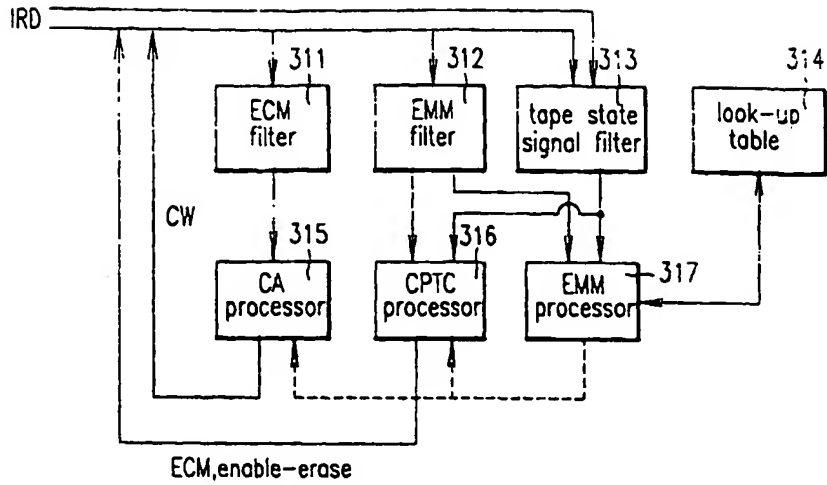 IRD
311
312
313
314
ECM
filter
EMM
filter
tape state
signal filter
look-up
table
CW
315
316
317
CA
processor
CPTC
processor
EMM
processor
ECM,enable-erase